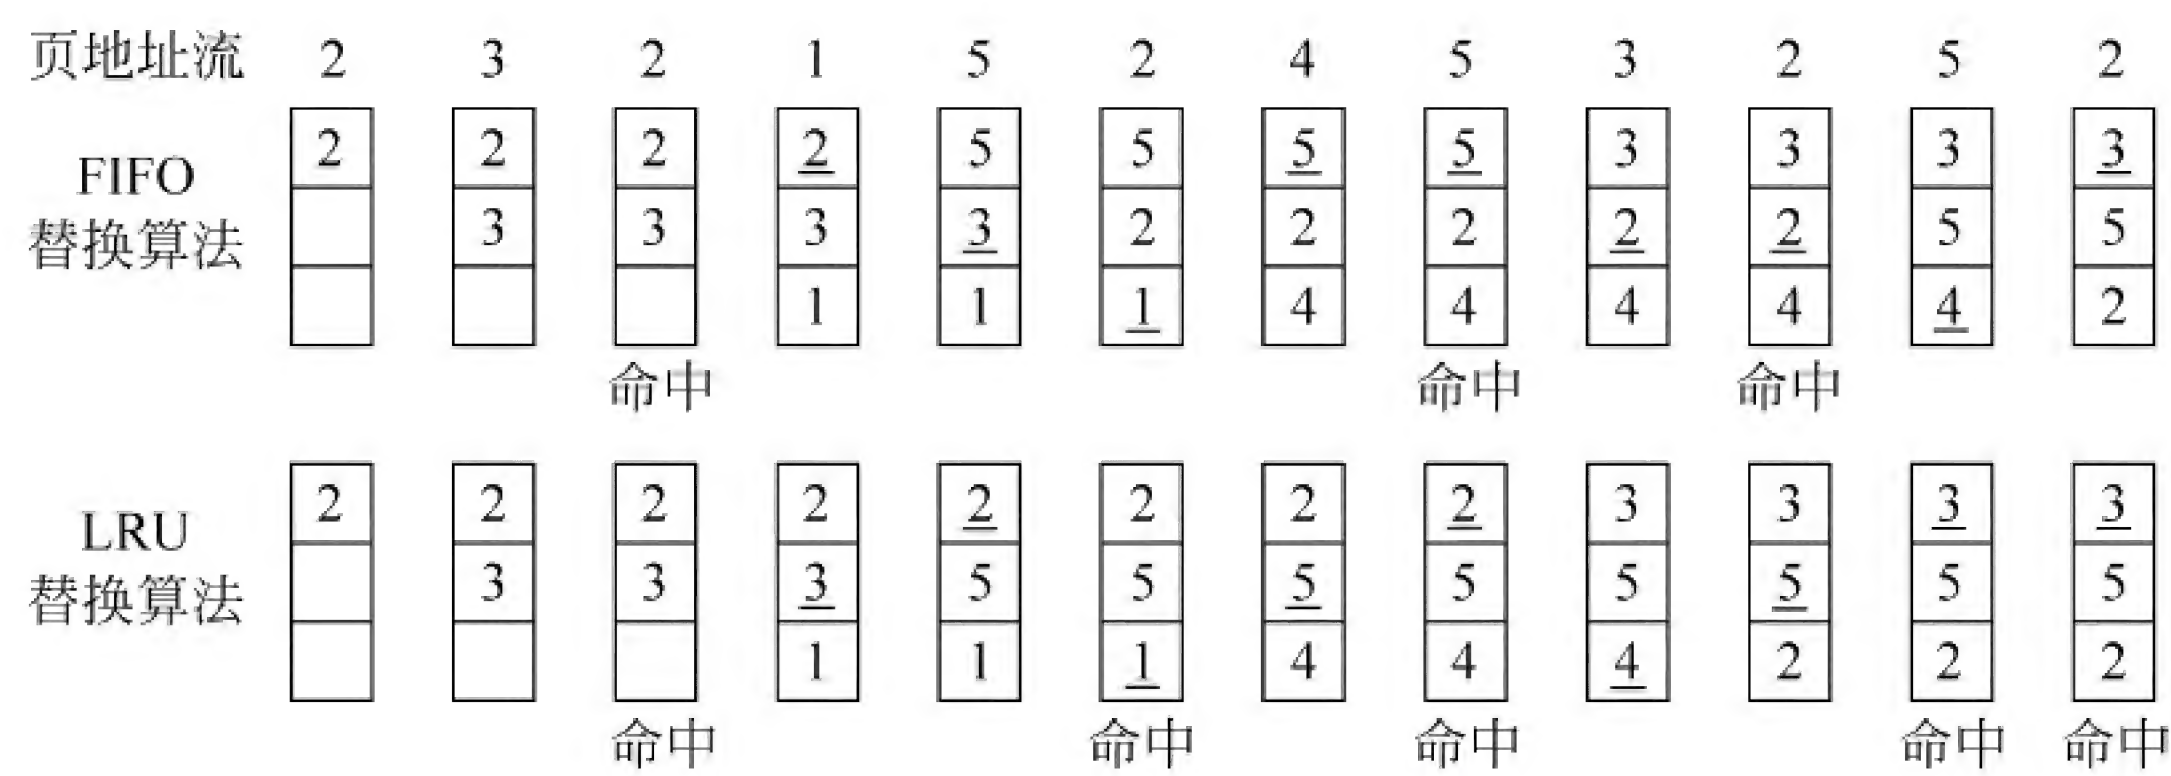 页地址流 2 3 2 1 5 2 4 5 3 2 5 2
FIFO 2 2 2 2 5 5 5 5 3 3 3 3
替换算法 3 3 3 3 2 2 2 2 2 5 5
1 1 1 4 4 4 4 4 2
命中 命中 命中
LRU 2 2 2 2 2 2 2 2 3 3 3 3
替换算法 3 3 3 5 5 5 5 5 5 5 5
1 1 1 4 4 4 2 2 2
命中 命中 命中 命中 命中